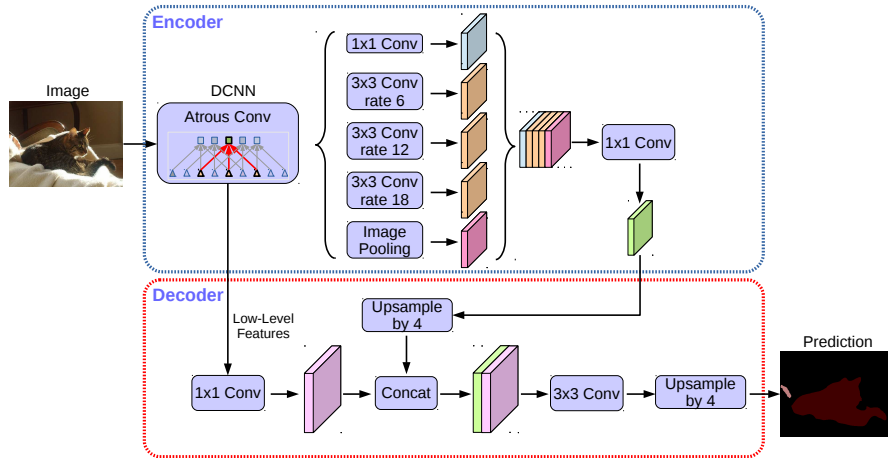 Encoder
Image
DCNN
Atrous Conv
1x1 Conv
3x3 Conv
rate 6
3x3 Conv
rate 12
3x3 Conv
rate 18
Image
Pooling
1x1 Conv
Decoder
Low-Level
Features
Upsample
by 4
1x1 Conv
Concat
3x3 Conv
Upsample
by 4
Prediction